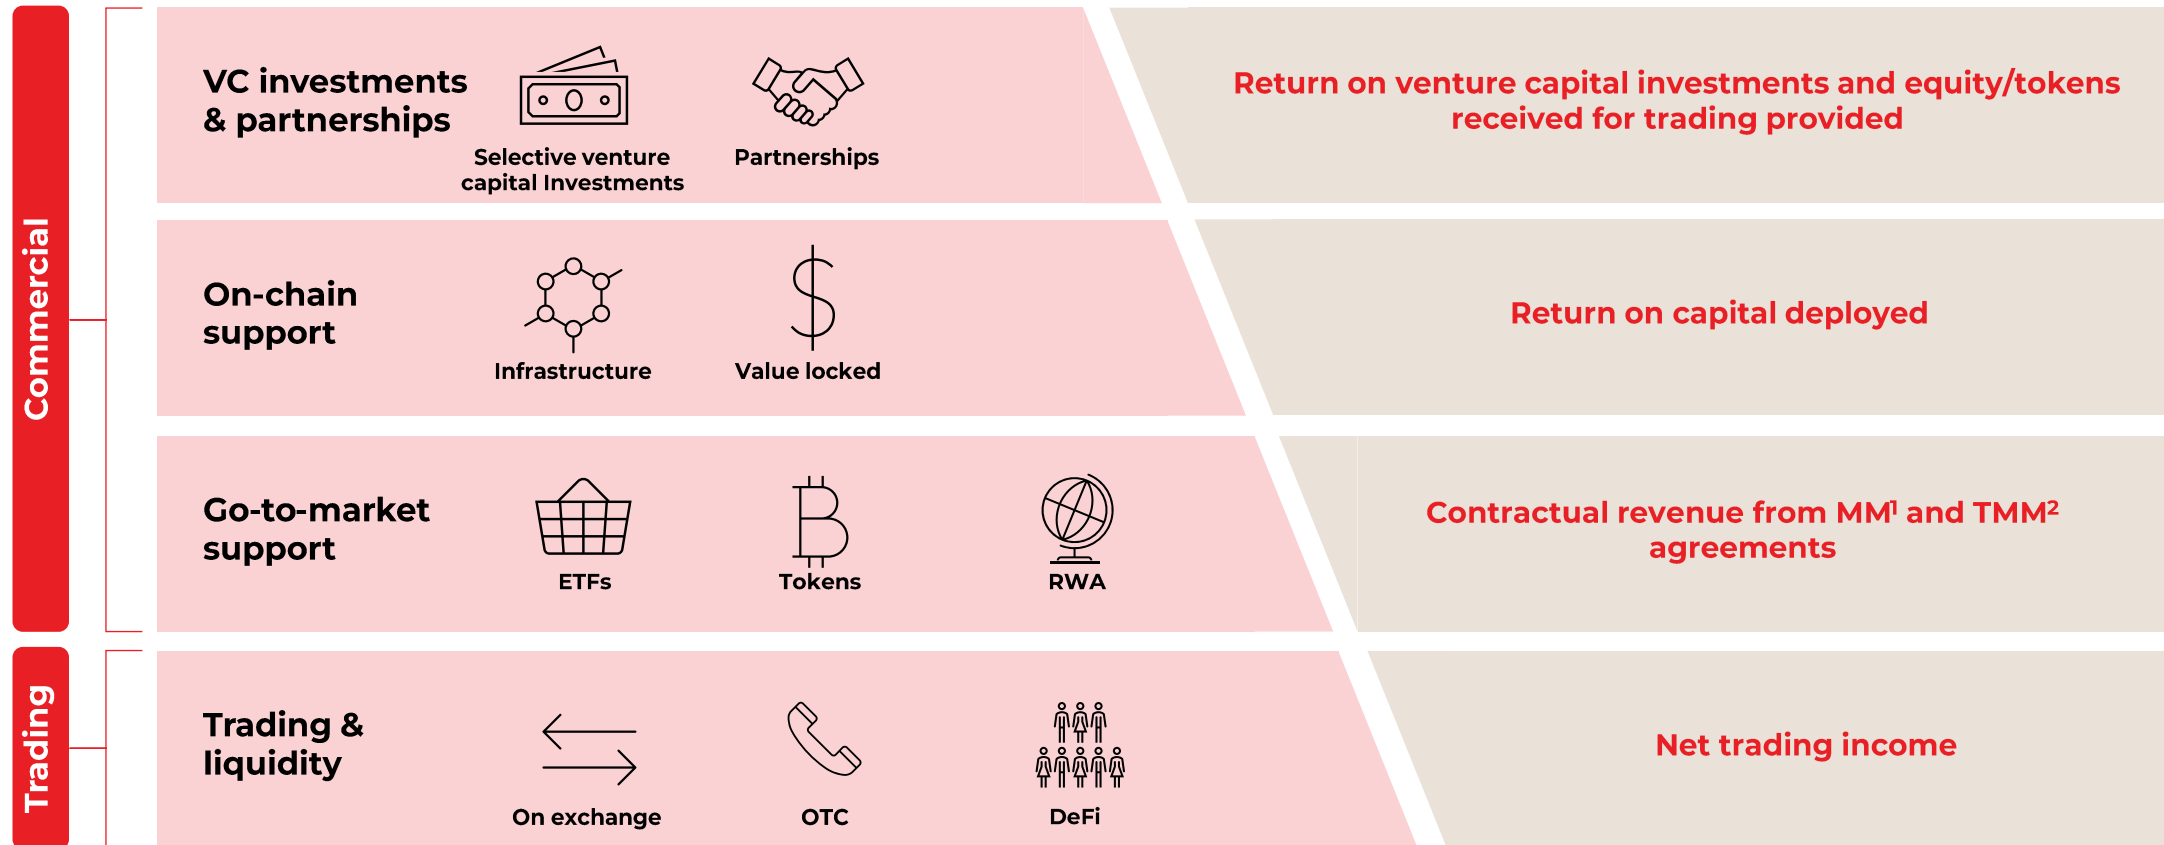 Commercial
VC investments
& partnerships
Selective venture
capital Investments
Partnerships
Return on venture capital investments and equity/tokens
received for trading provided
On-chain
support
Infrastructure
Value locked
Return on capital deployed
Go-to-market
support
ETFs
Tokens
RWA
Contractual revenue from MM¹ and TMM²
agreements
Trading
Trading &
liquidity
On exchange
OTC
DeFi
Net trading income